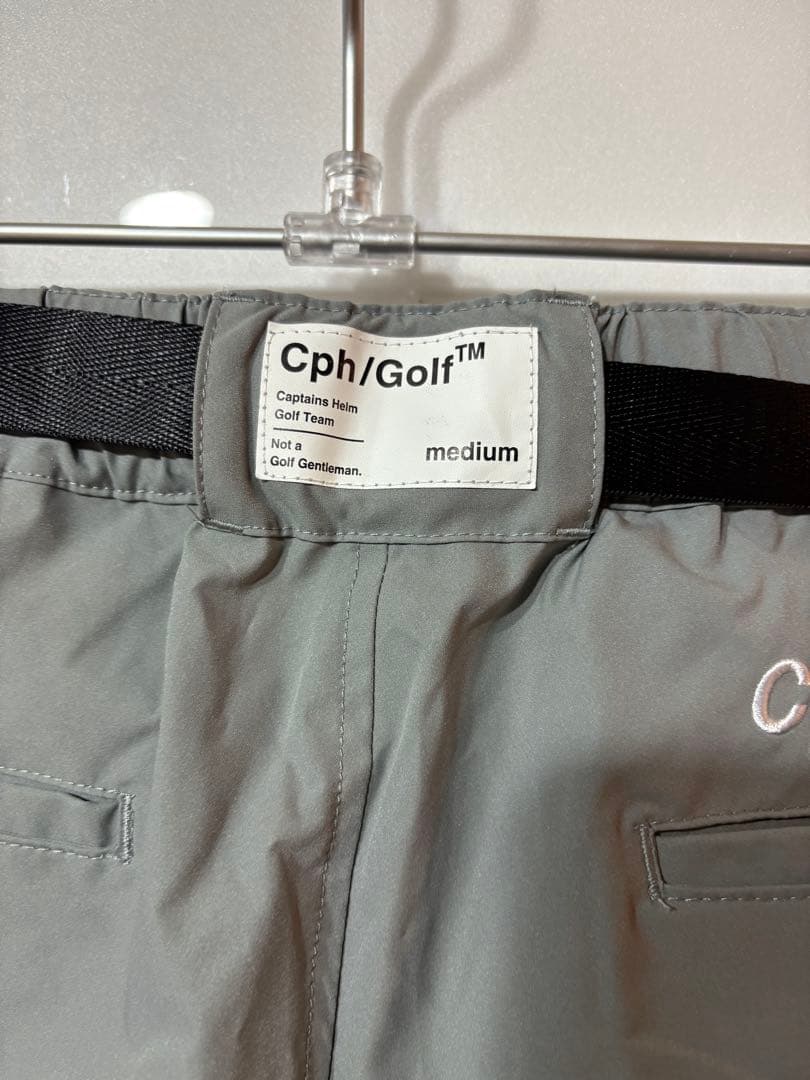 Cph/Golf™
Captains Helm
Golf Team
Not a
Golf Gentleman.
medium
C